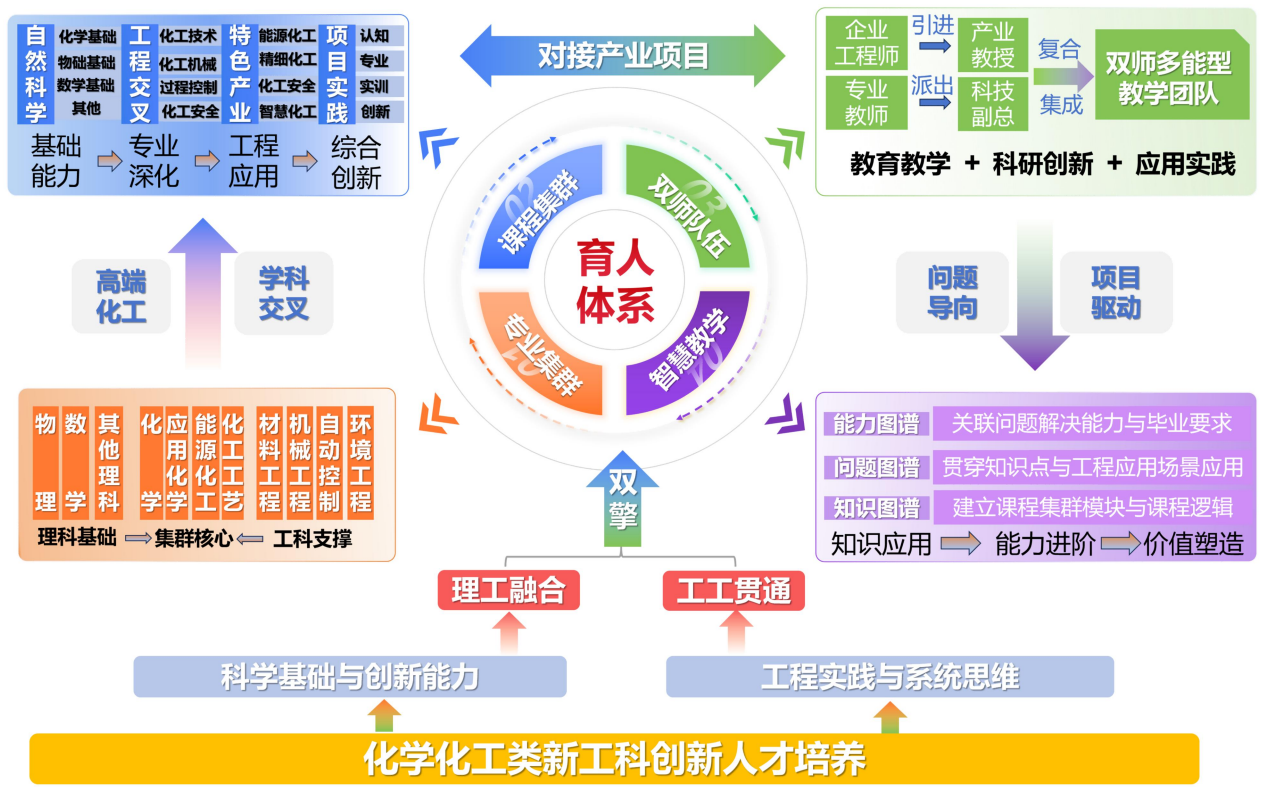 自然科学
化学基础
物础基础
数学基础
其他
工程交叉
化工技术
化工机械
过程控制
化工安全
特色产业
能源化工
精细化工
化工安全
智慧化工
项目实践
认知
专业
实训
创新
基础
能力
专业
深化
工程
应用
综合
创新
对接产业项目
企业
工程师
引进
产业
教授
专业
教师
派出
科技
副总
复合
集成
双师多能型
教学团队
教育教学 + 科研创新 + 应用实践
高端
化工
学科
交叉
02
课程集群
03
双师队伍
育人
体系
01
专业集群
04
智慧教学
问题
导向
项目
驱动
物理
数学
其他理科
化学
应用化学
能源化工
化工工艺
材料工程
机械工程
自动控制
环境工程
理科基础
集群核心
工科支撑
能力图谱
关联问题解决能力与毕业要求
问题图谱
贯穿知识点与工程应用场景应用
知识图谱
建立课程集群模块与课程逻辑
知识应用
能力进阶
价值塑造
双擎
理工融合
工工贯通
科学基础与创新能力
工程实践与系统思维
化学化工类新工科创新人才培养